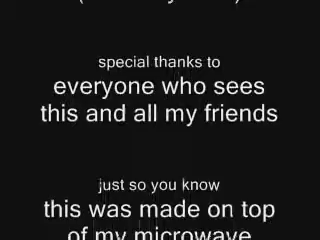 special thanks to
everyone who sees
this and all my friends
just so you know
this was made on top
of my microwave